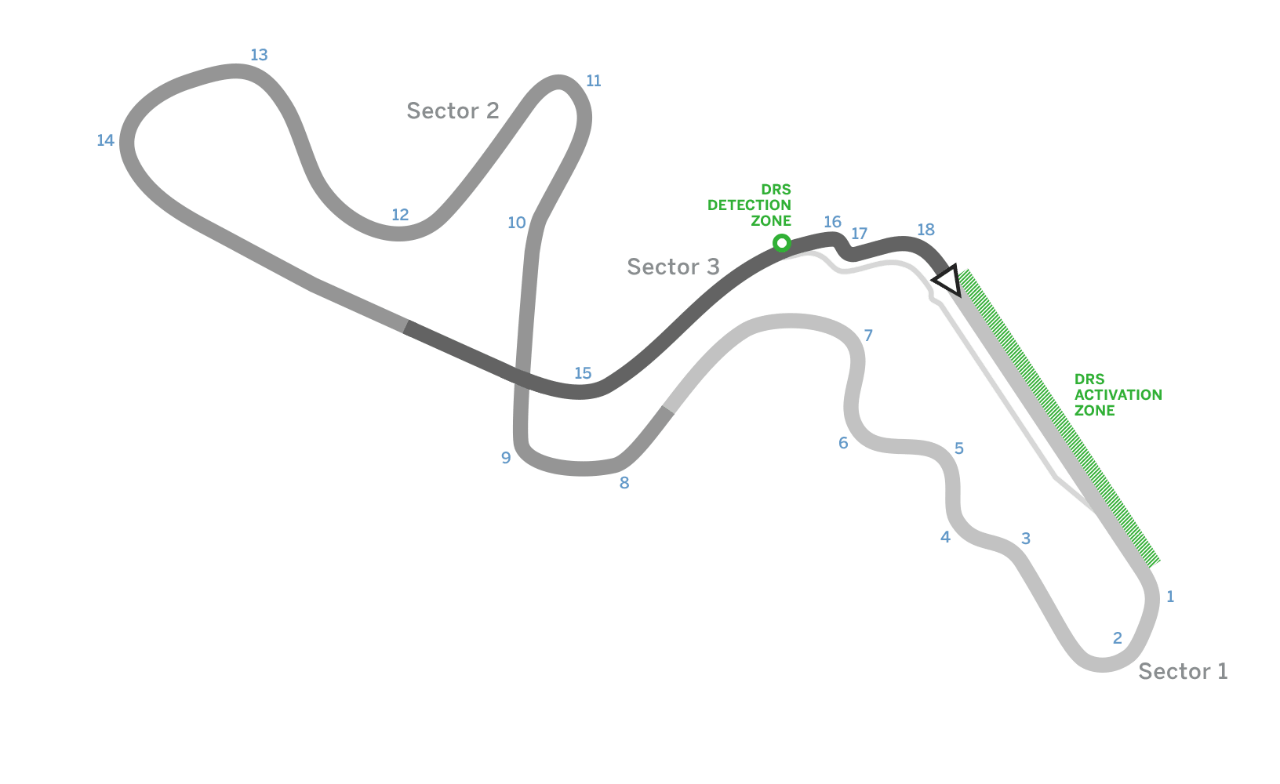 13
11
Sector 2
14
DRS
DETECTION
ZONE
12
10
16
17
18
Sector 3
7
15
DRS
ACTIVATION
ZONE
6
5
9
8
4
3
1
2
Sector 1